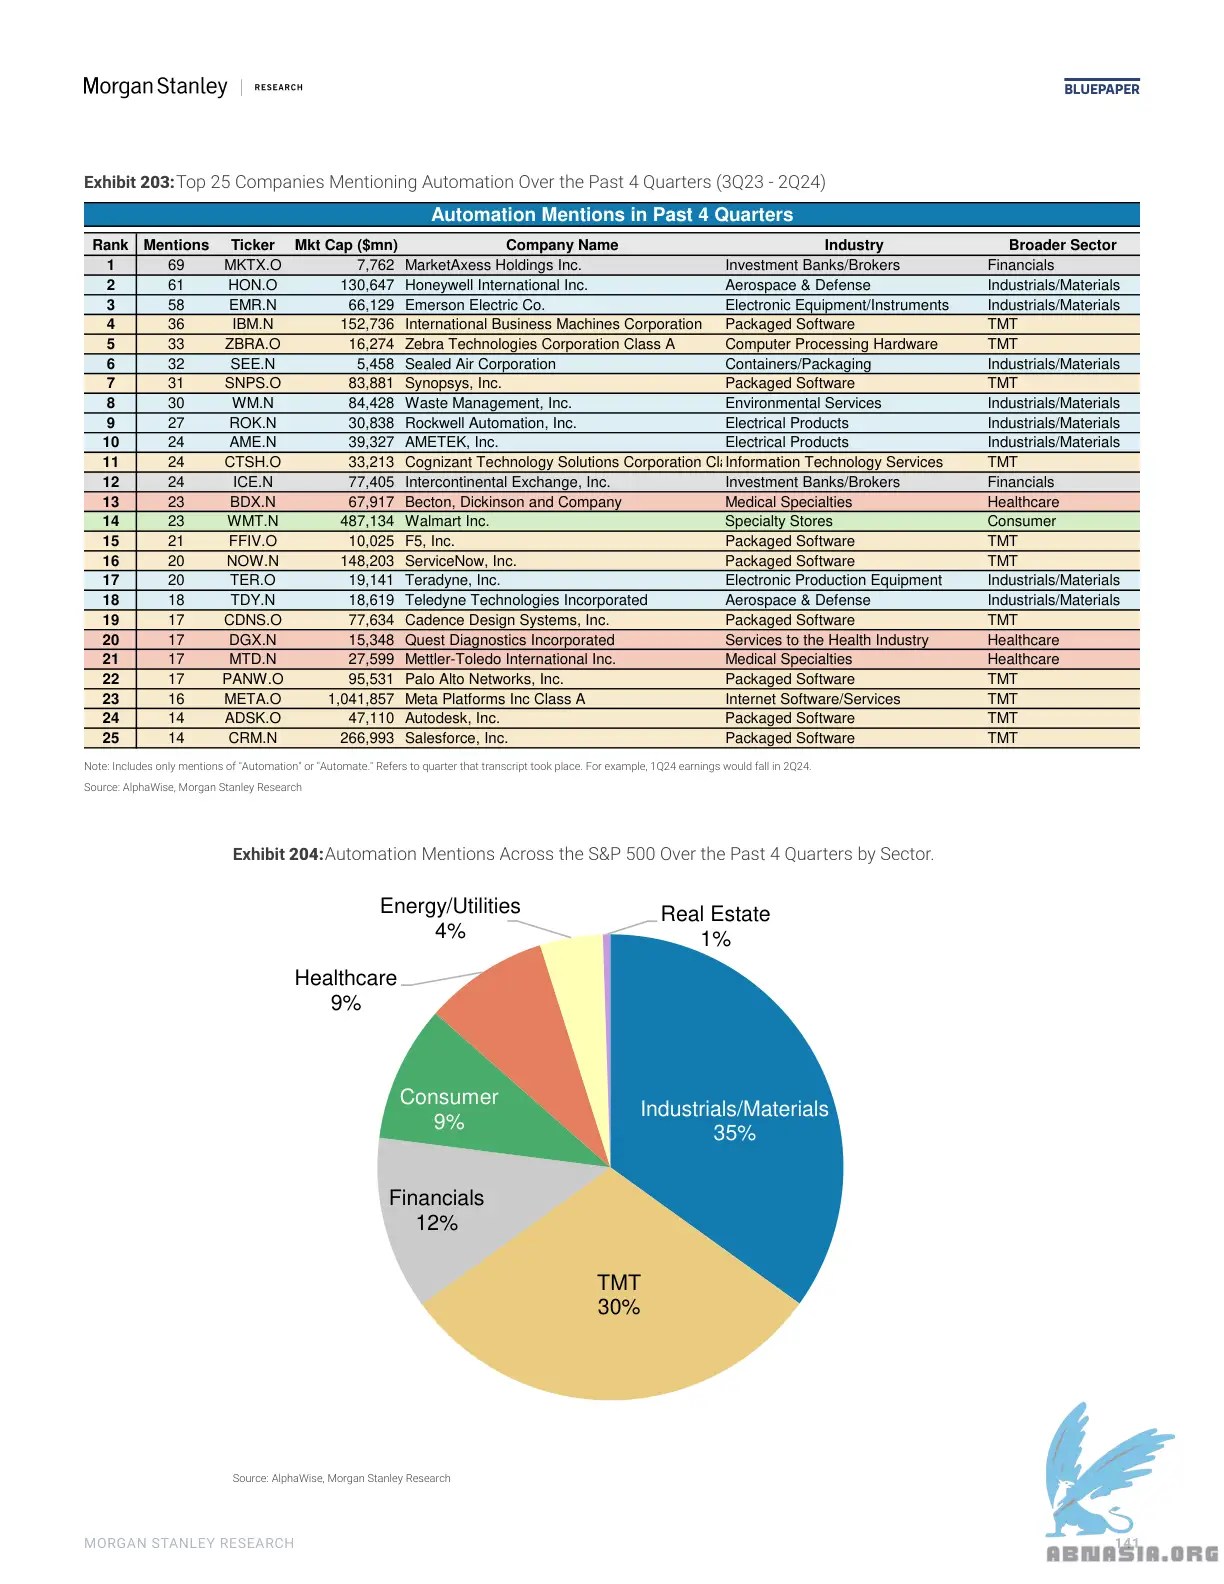 Morgan Stanley | RESEARCH
BLUEPAPER
Exhibit 203: Top 25 Companies Mentioning Automation Over the Past 4 Quarters (3Q23 - 2Q24)
Automation Mentions in Past 4 Quarters
Rank Mentions Ticker Mkt Cap ($mn) Company Name Industry Broader Sector
1 69 MKTX.O 7,762 MarketAxess Holdings Inc. Investment Banks/Brokers Financials
2 61 HON.O 130,647 Honeywell International Inc. Aerospace & Defense Industrials/Materials
3 58 EMR.N 66,129 Emerson Electric Co. Electronic Equipment/Instruments Industrials/Materials
4 36 IBM.N 152,736 International Business Machines Corporation Packaged Software TMT
5 33 ZBRA.O 16,274 Zebra Technologies Corporation Class A Computer Processing Hardware TMT
6 32 SEE.N 5,458 Sealed Air Corporation Containers/Packaging Industrials/Materials
7 31 SNPS.O 83,881 Synopsys, Inc. Packaged Software TMT
8 30 WM.N 84,428 Waste Management, Inc. Environmental Services Industrials/Materials
9 27 ROK.N 30,838 Rockwell Automation, Inc. Electrical Products Industrials/Materials
10 24 AME.N 39,327 AMETEK, Inc. Electrical Products Industrials/Materials
11 24 CTSH.O 33,213 Cognizant Technology Solutions Corporation Cla Information Technology Services TMT
12 24 ICE.N 77,405 Intercontinental Exchange, Inc. Investment Banks/Brokers Financials
13 23 BDX.N 67,917 Becton, Dickinson and Company Medical Specialties Healthcare
14 23 WMT.N 487,134 Walmart Inc. Specialty Stores Consumer
15 21 FFIV.O 10,025 F5, Inc. Packaged Software TMT
16 20 NOW.N 148,203 ServiceNow, Inc. Packaged Software TMT
17 20 TER.O 19,141 Teradyne, Inc. Electronic Production Equipment Industrials/Materials
18 18 TDY.N 18,619 Teledyne Technologies Incorporated Aerospace & Defense Industrials/Materials
19 17 CDNS.O 77,634 Cadence Design Systems, Inc. Packaged Software TMT
20 17 DGX.N 15,348 Quest Diagnostics Incorporated Services to the Health Industry Healthcare
21 17 MTD.N 27,599 Mettler-Toledo International Inc. Medical Specialties Healthcare
22 17 PANW.O 95,531 Palo Alto Networks, Inc. Packaged Software TMT
23 16 META.O 1,041,857 Meta Platforms Inc Class A Internet Software/Services TMT
24 14 ADSK.O 47,110 Autodesk, Inc. Packaged Software TMT
25 14 CRM.N 266,993 Salesforce, Inc. Packaged Software TMT
Note: Includes only mentions of "Automation" or "Automate." Refers to quarter that transcript took place. For example, 1Q24 earnings would fall in 2Q24.
Source: AlphaWise, Morgan Stanley Research
Exhibit 204: Automation Mentions Across the S&P 500 Over the Past 4 Quarters by Sector.
Energy/Utilities
4%
Real Estate
1%
Healthcare
9%
Consumer
9%
Industrials/Materials
35%
Financials
12%
TMT
30%
Source: AlphaWise, Morgan Stanley Research
MORGAN STANLEY RESEARCH
141
ABNASIA.ORG